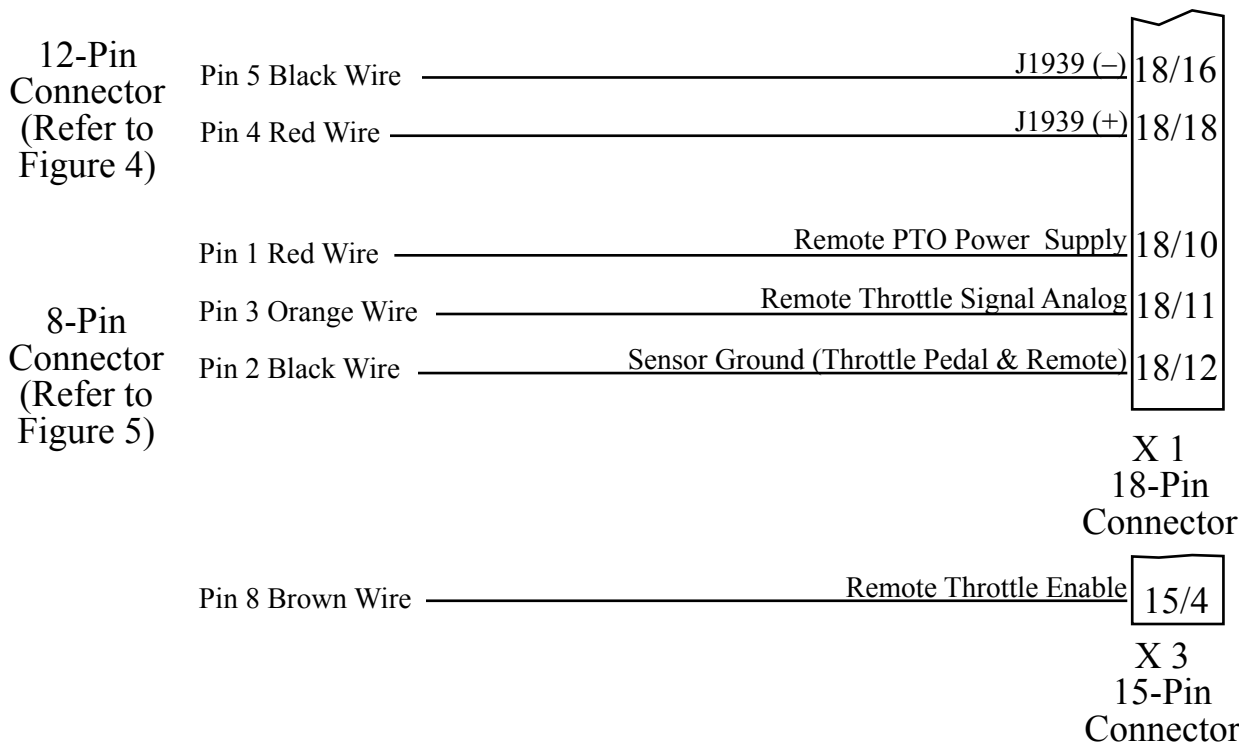 12-Pin
Connector
(Refer to
Figure 4)
Pin 5 Black Wire J1939 (–) 18/16
Pin 4 Red Wire J1939 (+) 18/18
8-Pin
Connector
(Refer to
Figure 5)
Pin 1 Red Wire Remote PTO Power Supply 18/10
Pin 3 Orange Wire Remote Throttle Signal Analog 18/11
Pin 2 Black Wire Sensor Ground (Throttle Pedal & Remote) 18/12
X 1
18-Pin
Connector
Pin 8 Brown Wire Remote Throttle Enable 15/4
X 3
15-Pin
Connector